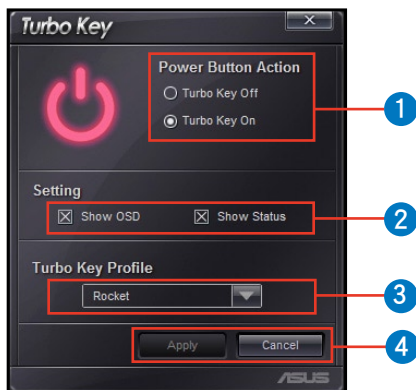 Turbo Key
Power Button Action
Turbo Key Off
Turbo Key On
1
Setting
Show OSD Show Status
2
Turbo Key Profile
Rocket
3
Apply Cancel
4
ASUS